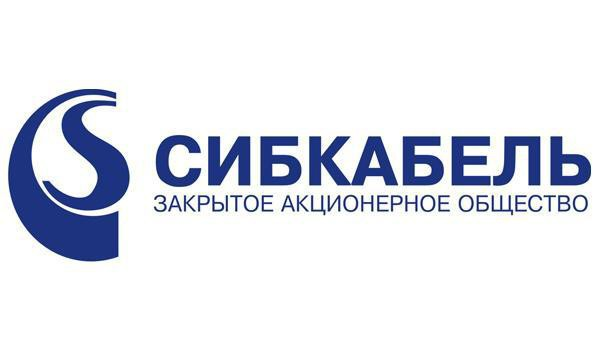 СИБКАБЕЛЬ
ЗАКРЫТОЕ АКЦИОНЕРНОЕ ОБЩЕСТВО